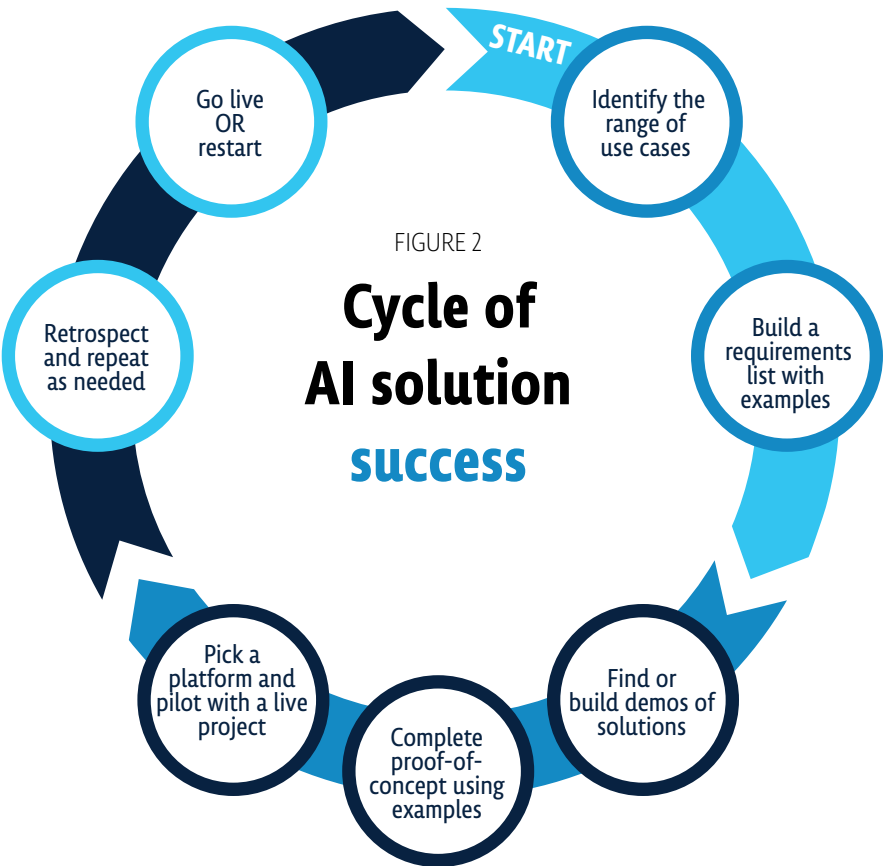 START
Identify the
range of
use cases
Build a
requirements
list with
examples
Find or
build demos of
solutions
Complete
proof-of-
concept using
examples
Pick a
platform and
pilot with a live
project
Retrospect
and repeat
as needed
Go live
OR
restart
FIGURE 2
Cycle of
AI solution
success